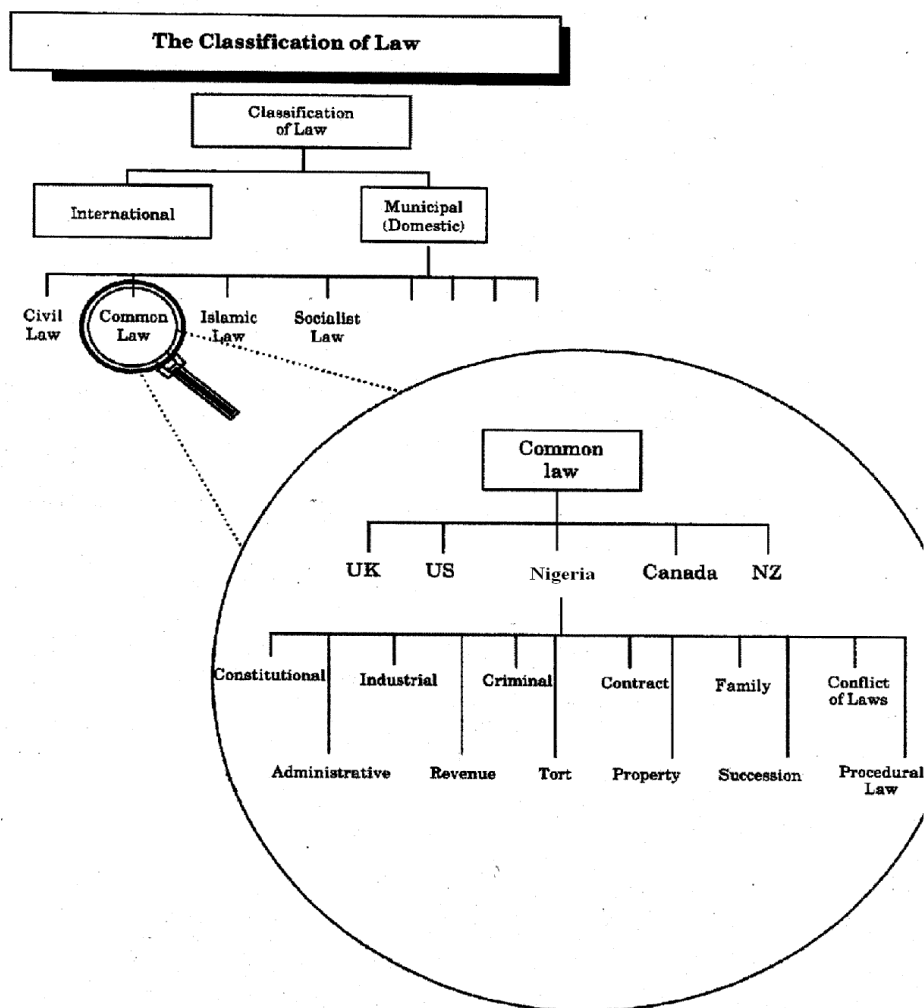 The Classification of Law
Classification
of Law
International
Municipal
(Domestic)
Civil
Law
Common
Law
Islamic
Law
Socialist
Law
Common
law
UK
US
Nigeria
Canada
NZ
Constitutional
Industrial
Criminal
Contract
Family
Conflict
of Laws
Administrative
Revenue
Tort
Property
Succession
Procedural
Law